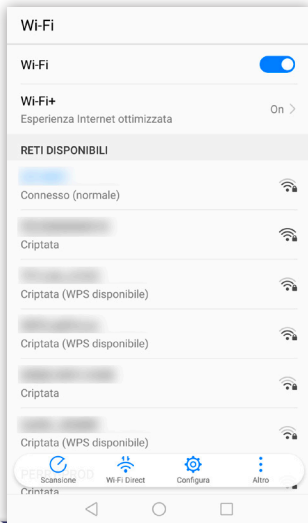 Wi-Fi
Wi-Fi
Wi-Fi+
Esperienza Internet ottimizzata
On
RETI DISPONIBILI
Connesso (normale)
Criptata
Criptata (WPS disponibile)
Criptata (WPS disponibile)
Criptata
Criptata (WPS disponibile)
Scansione
Wi-Fi Direct
Configura
Altro
Criptata